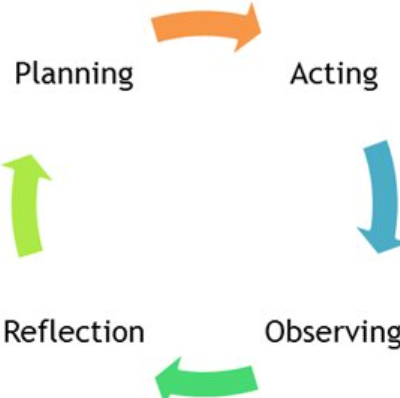 Planning
Acting
Reflection
Observing